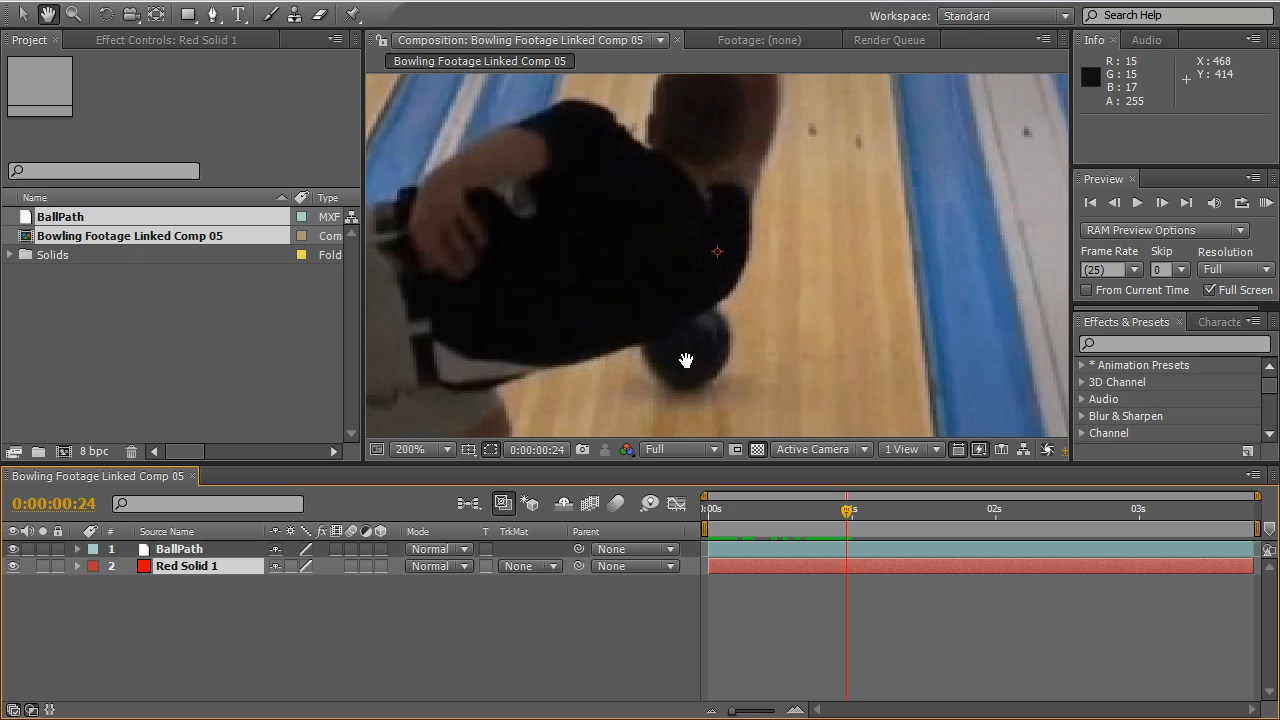 Workspace: Standard Search Help
Project Effect Controls: Red Solid 1
Composition: Bowling Footage Linked Comp 05 Footage: (none) Render Queue
Info Audio
Bowling Footage Linked Comp 05
R : 15 X : 468
G : 15 Y : 414
B : 17
A : 255
Preview
RAM Preview Options
Frame Rate Skip Resolution
(25) 0 Full
From Current Time Full Screen
Effects & Presets Characte
* Animation Presets
3D Channel
Audio
Blur & Sharpen
Channel
Name Type
BallPath MXF
Bowling Footage Linked Comp 05 Com
Solids Fold
8 bpc
200% 0:00:00:24 Full Active Camera 1 View
Bowling Footage Linked Comp 05
0:00:00:24
:00s 02s 03s
# Source Name fx Mode T TrkMat Parent
1 BallPath Normal None
2 Red Solid 1 Normal None None